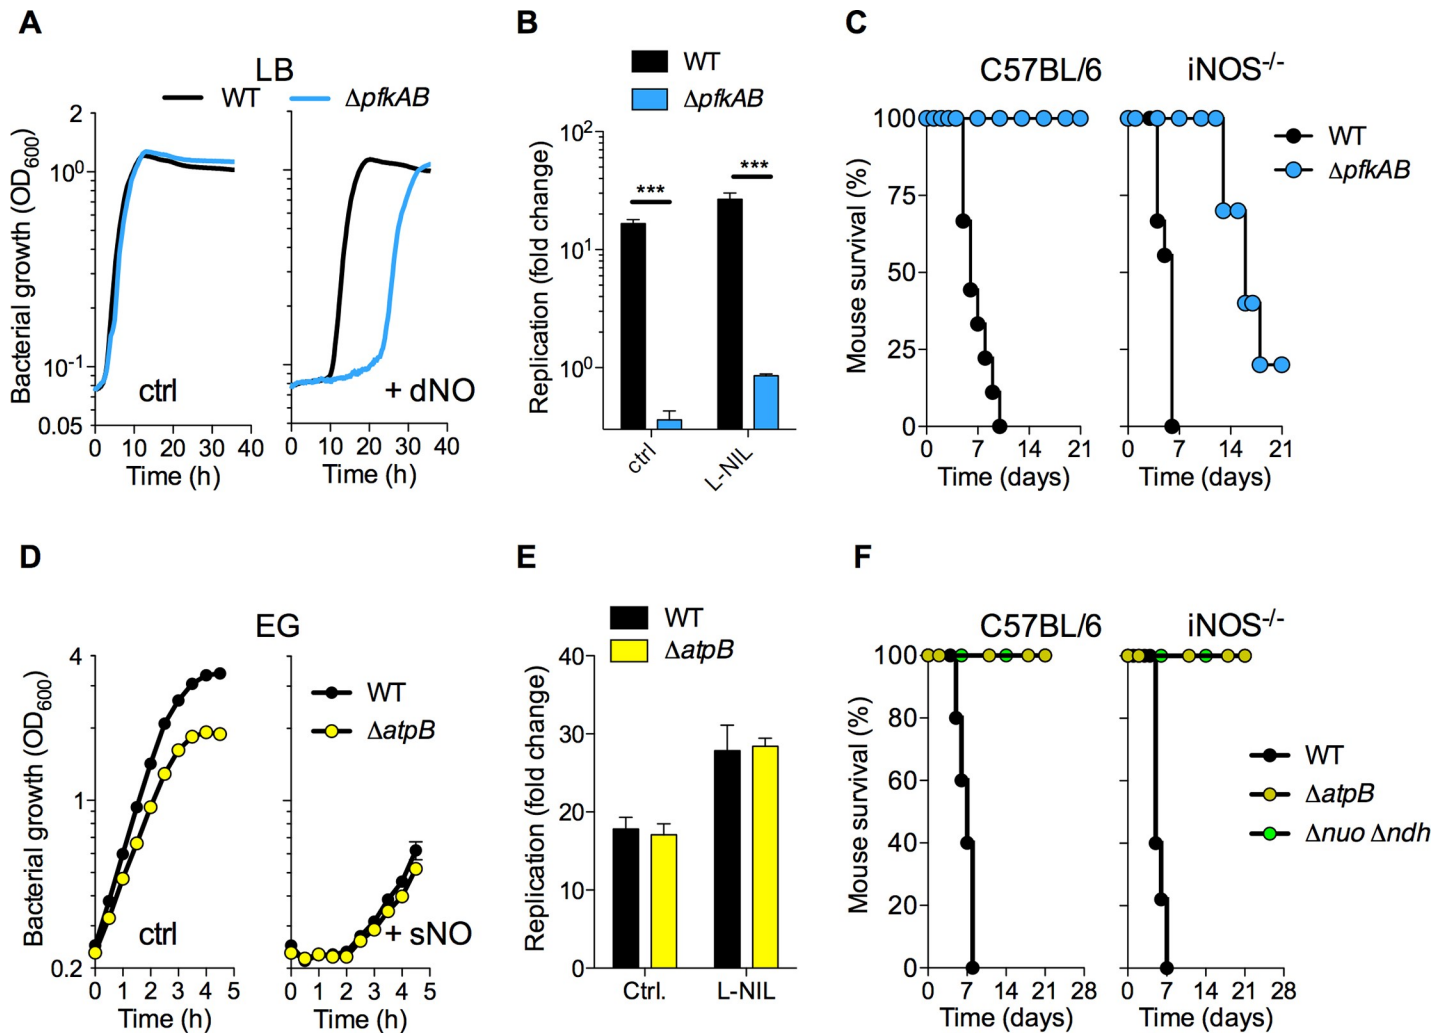 A
LB
WT ΔpfkAB
Bacterial growth (OD600)
2
10^0
10^-1
0.05
ctrl
+ dNO
0 10 20 30 40
0 10 20 30 40
Time (h)
Time (h)
B
WT
ΔpfkAB
Replication (fold change)
10^2
10^1
10^0
***
***
ctrl
L-NIL
C
C57BL/6
iNOS-/-
WT
ΔpfkAB
Mouse survival (%)
100
75
50
25
0
0 7 14 21
0 7 14 21
Time (days)
Time (days)
D
EG
WT
ΔatpB
Bacterial growth (OD600)
4
1
0.2
ctrl
+ sNO
0 1 2 3 4 5
0 1 2 3 4 5
Time (h)
Time (h)
E
WT
ΔatpB
Replication (fold change)
40
30
20
10
0
Ctrl.
L-NIL
F
C57BL/6
iNOS-/-
WT
ΔatpB
Δnuo Δndh
Mouse survival (%)
100
80
60
40
20
0
0 7 14 21 28
0 7 14 21 28
Time (days)
Time (days)